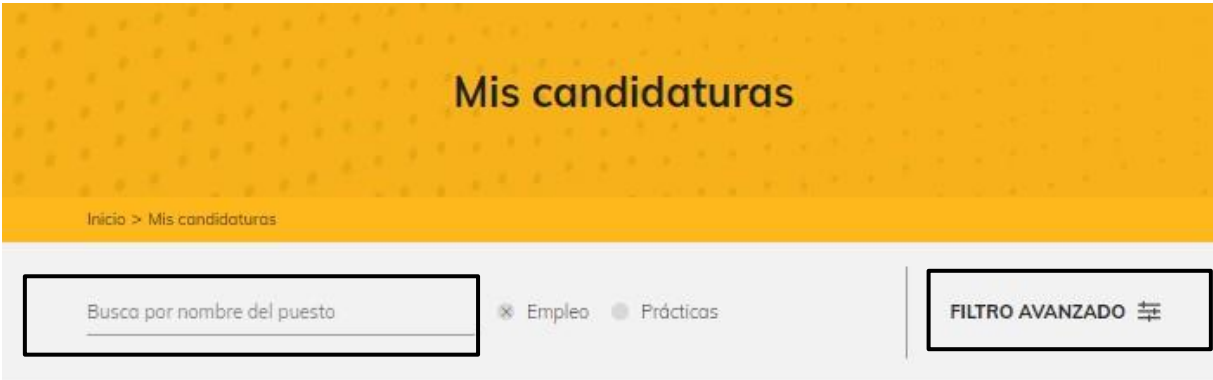 Mis candidaturas
Inicio > Mis candidaturas
Busca por nombre del puesto Empleo Prácticas FILTRO AVANZADO